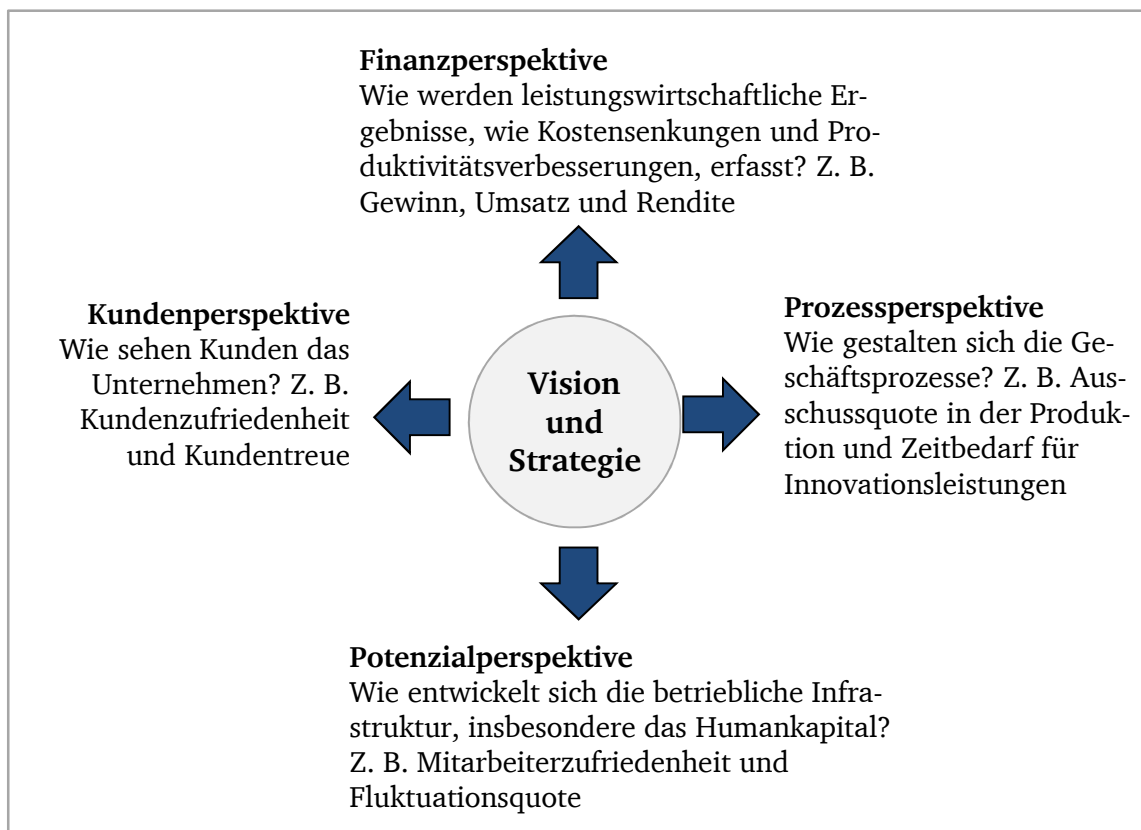 Finanzperspektive
Wie werden leistungswirtschaftliche Er-
gebnisse, wie Kostensenkungen und Pro-
duktivitätsverbesserungen, erfasst? Z. B.
Gewinn, Umsatz und Rendite
Kundenperspektive
Wie sehen Kunden das
Unternehmen? Z. B.
Kundenzufriedenheit
und Kundentreue
Vision
und
Strategie
Prozessperspektive
Wie gestalten sich die Ge-
schäftsprozesse? Z. B. Aus-
schussquote in der Produk-
tion und Zeitbedarf für
Innovationsleistungen
Potenzialperspektive
Wie entwickelt sich die betriebliche Infra-
struktur, insbesondere das Humankapital?
Z. B. Mitarbeiterzufriedenheit und
Fluktuationsquote